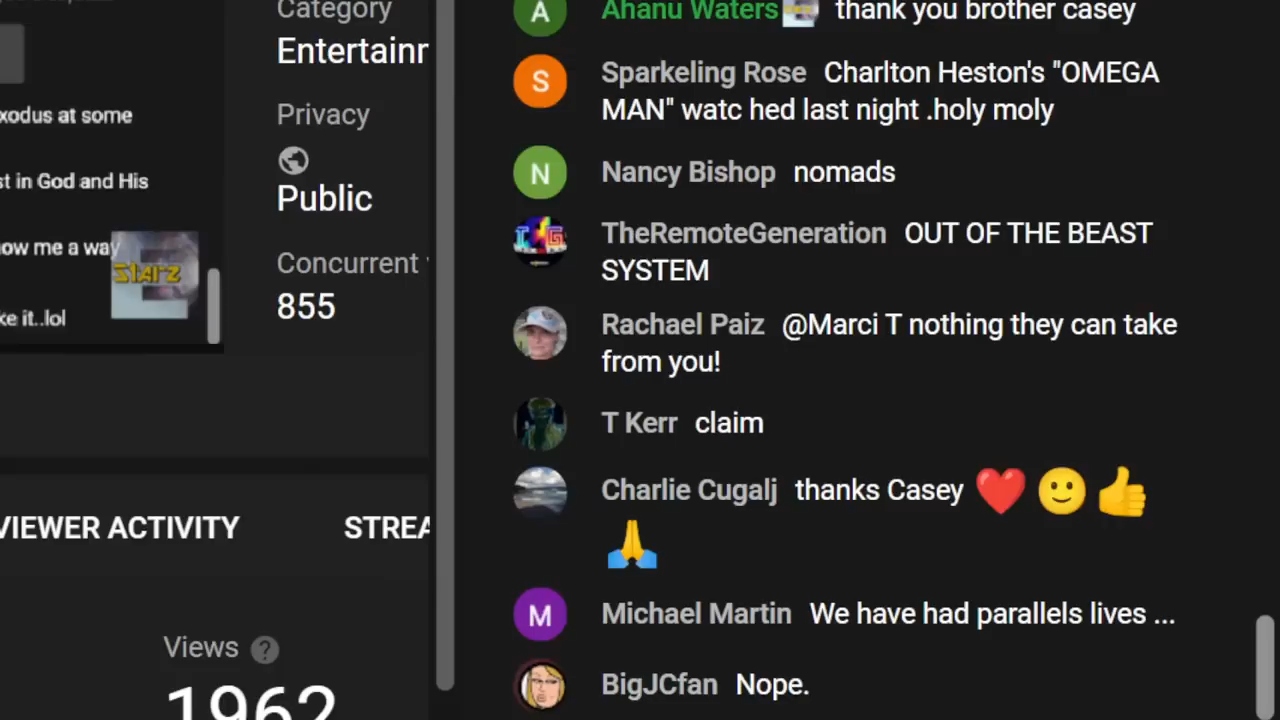 xodus at some
st in God and His
ow me a way
STARZ
ke it..lol
Category
Entertain
Privacy
Public
Concurrent
855
VIEWER ACTIVITY
STREA
Views ?
1962
A Ahanu Waters thank you brother casey
S Sparkeling Rose Charlton Heston's "OMEGA
MAN" watc hed last night .holy moly
N Nancy Bishop nomads
TheRemoteGeneration OUT OF THE BEAST
SYSTEM
Rachael Paiz @Marci T nothing they can take
from you!
T Kerr claim
Charlie Cugalj thanks Casey ❤️🙂👍
🙏
M Michael Martin We have had parallels lives ...
BigJCfan Nope.